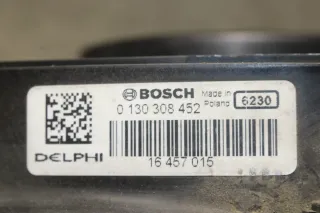 BOSCH Made in Poland 6230
0 130 308 452
DELPHI
16 457 015